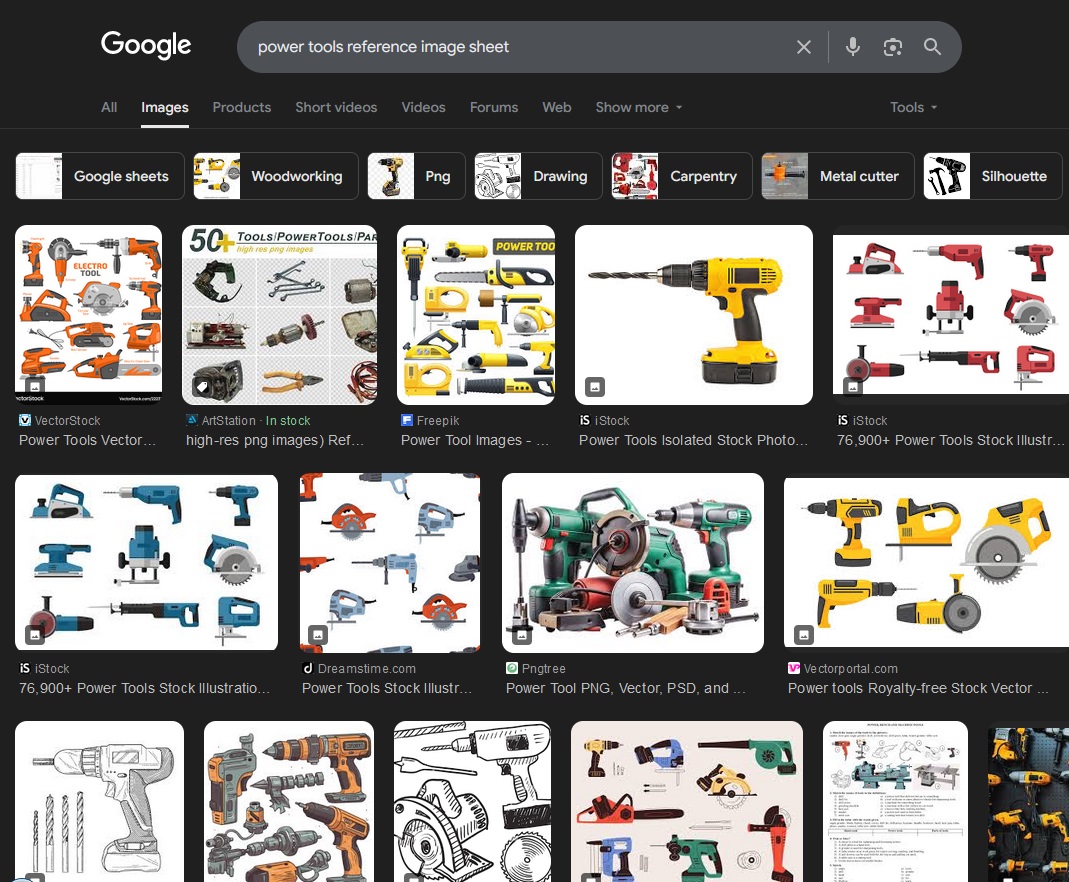 Google
power tools reference image sheet
All Images Products Short videos Videos Forums Web Show more Tools
Google sheets Woodworking Png Drawing Carpentry Metal cutter Silhouette
ELECTRO
TOOL
VectorStock
50+ TOOLS/POWERTOOLS/PAR
high res png images
POWER TOO
VectorStock
Power Tools Vector...
ArtStation · In stock
high-res png images) Ref...
Freepik
Power Tool Images - ...
iS iStock
Power Tools Isolated Stock Photo...
iS iStock
76,900+ Power Tools Stock Illustr...
iS iStock
76,900+ Power Tools Stock Illustratio...
Dreamstime.com
Power Tools Stock Illustr...
Pngtree
Power Tool PNG, Vector, PSD, and ...
Vectorportal.com
Power tools Royalty-free Stock Vector ...